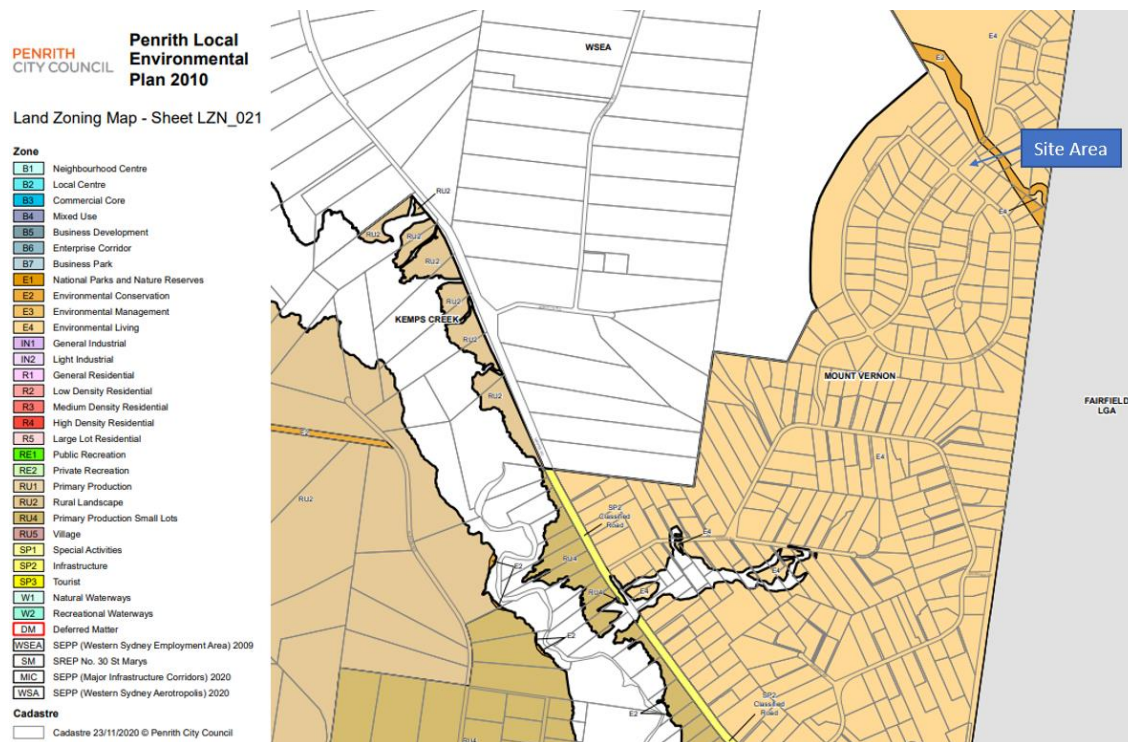 PENRITH
CITY COUNCIL
Penrith Local
Environmental
Plan 2010
Land Zoning Map - Sheet LZN_021
Zone
B1 Neighbourhood Centre
B2 Local Centre
B3 Commercial Core
B4 Mixed Use
B5 Business Development
B6 Enterprise Corridor
B7 Business Park
E1 National Parks and Nature Reserves
E2 Environmental Conservation
E3 Environmental Management
E4 Environmental Living
IN1 General Industrial
IN2 Light Industrial
R1 General Residential
R2 Low Density Residential
R3 Medium Density Residential
R4 High Density Residential
R5 Large Lot Residential
RE1 Public Recreation
RE2 Private Recreation
RU1 Primary Production
RU2 Rural Landscape
RU4 Primary Production Small Lots
RU5 Village
SP1 Special Activities
SP2 Infrastructure
SP3 Tourist
W1 Natural Waterways
W2 Recreational Waterways
DM Deferred Matter
WSEA SEPP (Western Sydney Employment Area) 2009
SM SREP No. 30 St Marys
MIC SEPP (Major Infrastructure Corridors) 2020
WSA SEPP (Western Sydney Aerotropolis) 2020
Cadastre
Cadastre 23/11/2020 © Penrith City Council
WSEA
E4
E2
Site Area
E4
RU2
RU2
RU2
RU2
RU2
KEMPS CREEK
RU2
RU2
MOUNT VERNON
FAIRFIELD
LGA
E2
E4
RU2
SP2
Classified
Road
E4
RU4
E2
E4
E4
RU4
E2
SP2
Classified
Road
E2
RU4